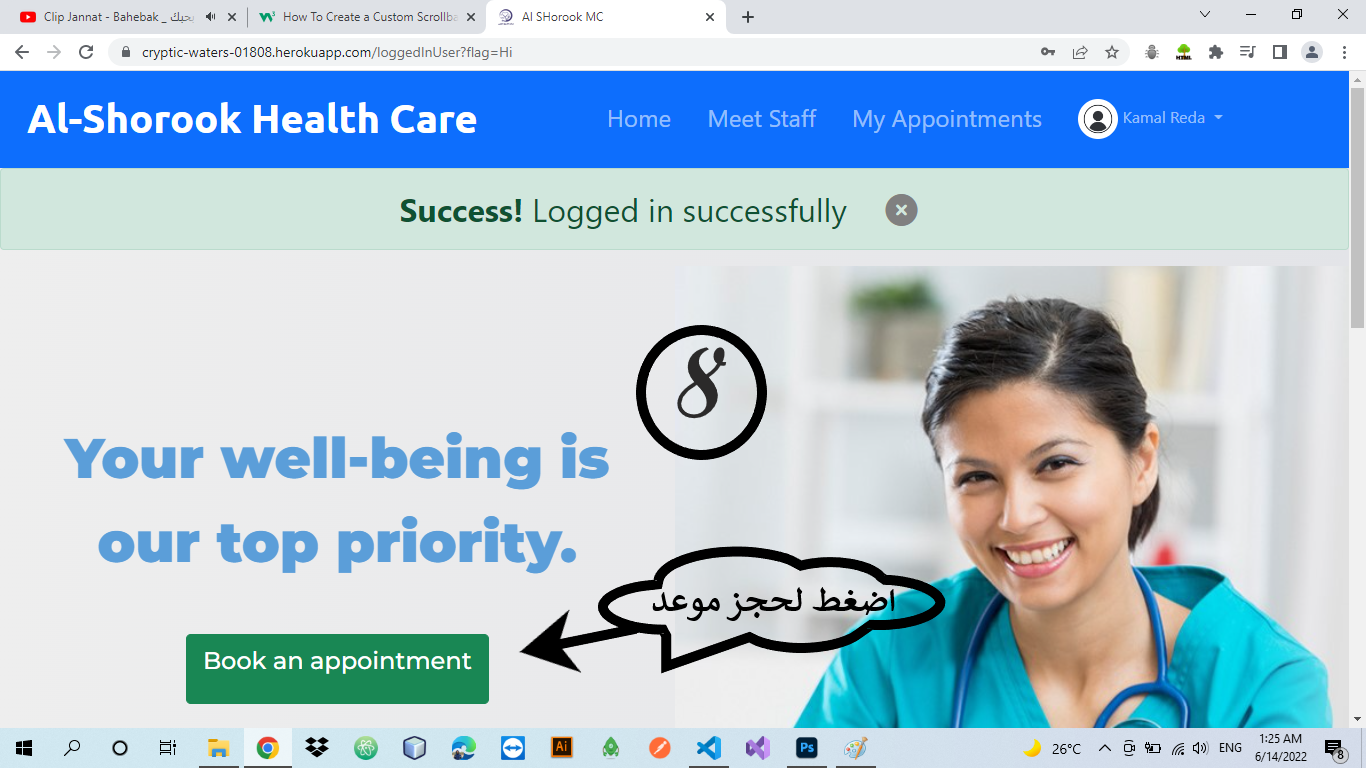 Clip Jannat - Bahebak _ بحبك
How To Create a Custom Scrollba
Al SHorook MC
cryptic-waters-01808.herokuapp.com/loggedInUser?flag=Hi
HTML
Al-Shorook Health Care
Home
Meet Staff
My Appointments
Kamal Reda
Success! Logged in successfully
8
Your well-being is
our top priority.
اضغط لحجز موعد
Book an appointment
Ai
Ps
26°C
ENG
1:25 AM
6/14/2022
8